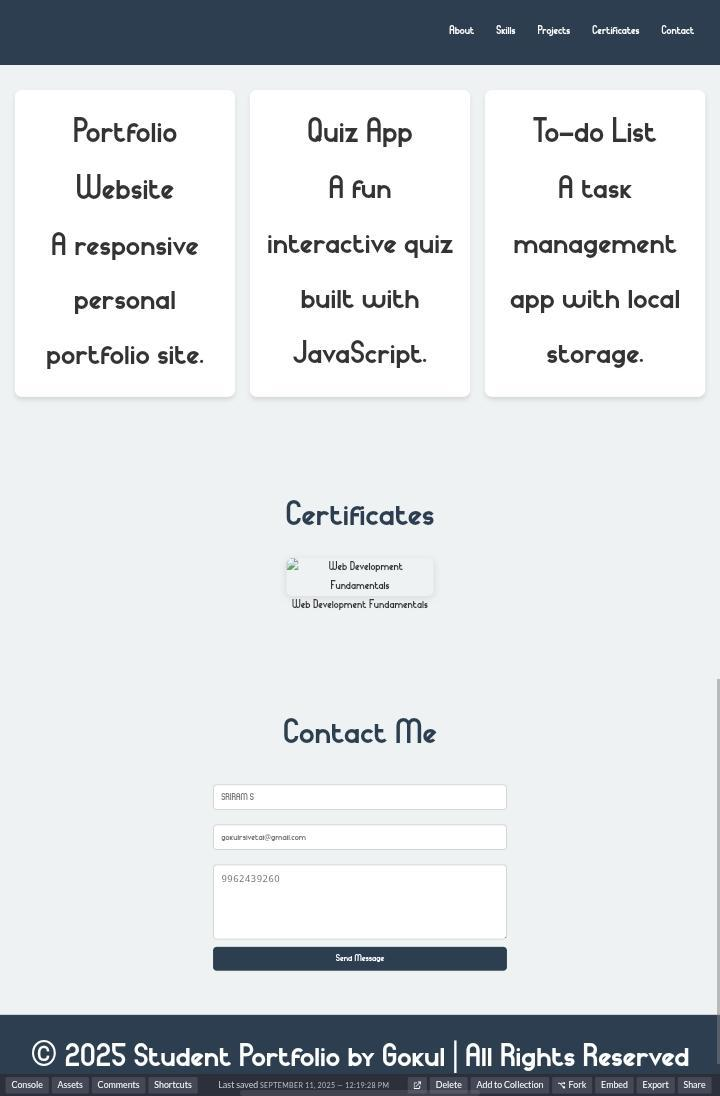 About Skills Projects Certificates Contact
Portfolio
Website
A responsive
personal
portfolio site.
Quiz App
A fun
interactive quiz
built with
JavaScript.
To-do List
A task
management
app with local
storage.
Certificates
Web Development
Fundamentals
Web Development Fundamentals
Contact Me
SRIRAM S
gokulrsivetai@gmail.com
9962439260
Send Message
© 2025 Student Portfolio by Gokul | All Rights Reserved
Console Assets Comments Shortcuts Last saved SEPTEMBER 11, 2025 — 12:19:28 PM Delete Add to Collection Fork Embed Export Share